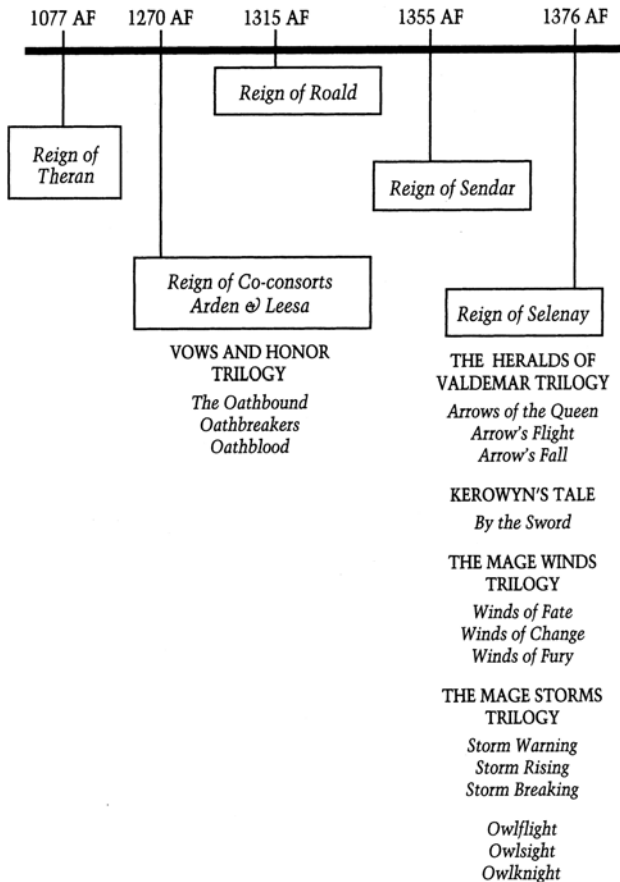 1077 AF 1270 AF 1315 AF 1355 AF 1376 AF
Reign of Roald
Reign of
Theran
Reign of Sendar
Reign of Co-consorts
Arden & Leesa
Reign of Selenay
VOWS AND HONOR
TRILOGY
The Oathbound
Oathbreakers
Oathblood
THE HERALDS OF
VALDEMAR TRILOGY
Arrows of the Queen
Arrow's Flight
Arrow's Fall
KEROWYN'S TALE
By the Sword
THE MAGE WINDS
TRILOGY
Winds of Fate
Winds of Change
Winds of Fury
THE MAGE STORMS
TRILOGY
Storm Warning
Storm Rising
Storm Breaking
Owlflight
Owlsight
Owlknight